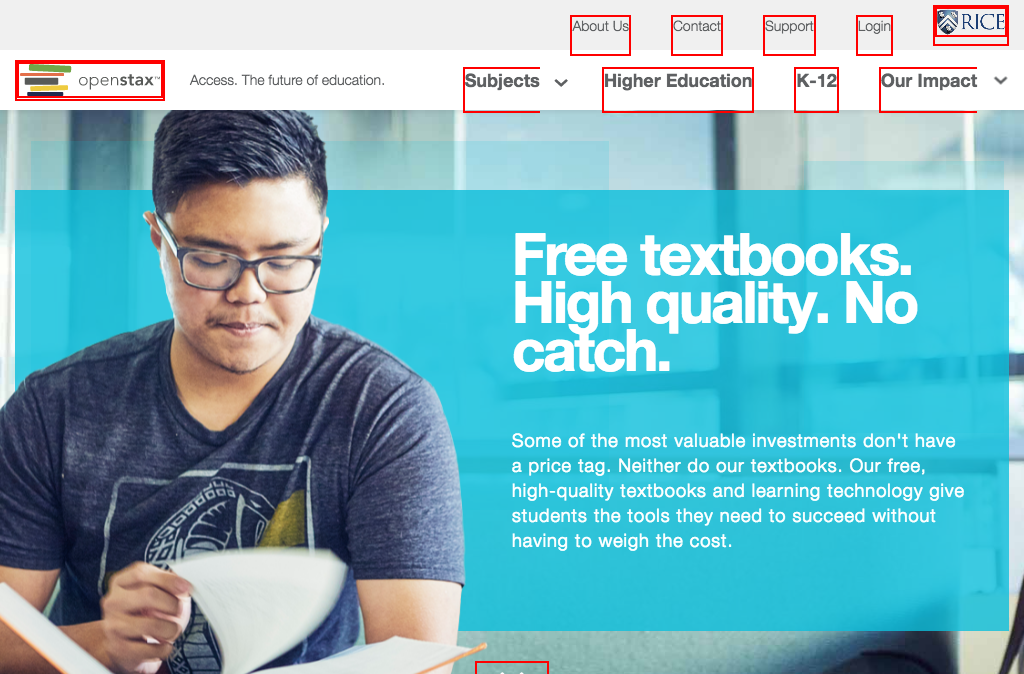 About Us Contact Support Login RICE
openstax™ Access. The future of education. Subjects Higher Education K-12 Our Impact
Free textbooks.
High quality. No
catch.
Some of the most valuable investments don't have
a price tag. Neither do our textbooks. Our free,
high-quality textbooks and learning technology give
students the tools they need to succeed without
having to weigh the cost.